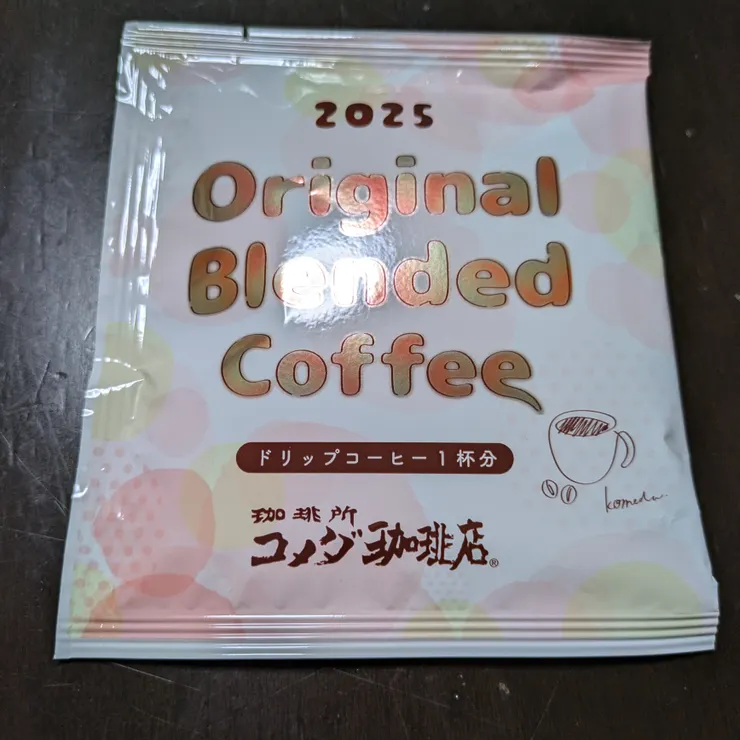 2025
Original
Blended
Coffee
ドリップコーヒー1杯分
komeda
珈琲所
コメダ珈琲店®